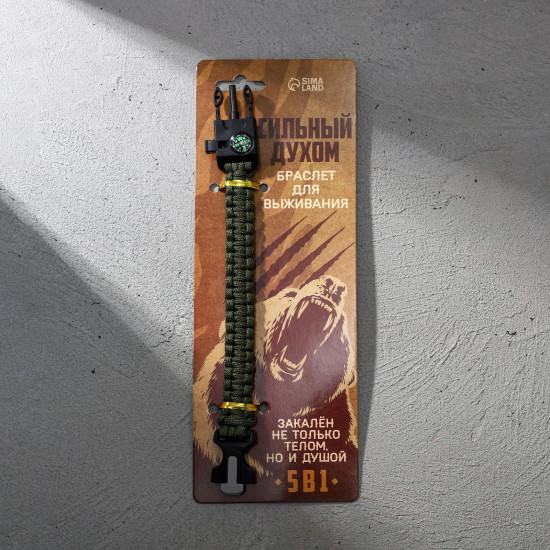 SIMA
LAND
СИЛЬНЫЙ
ДУХОМ
БРАСЛЕТ
ДЛЯ
ВЫЖИВАНИЯ
ЗАКАЛЁН
НЕ ТОЛЬКО
ТЕЛОМ,
НО И ДУШОЙ
• 5В1 •